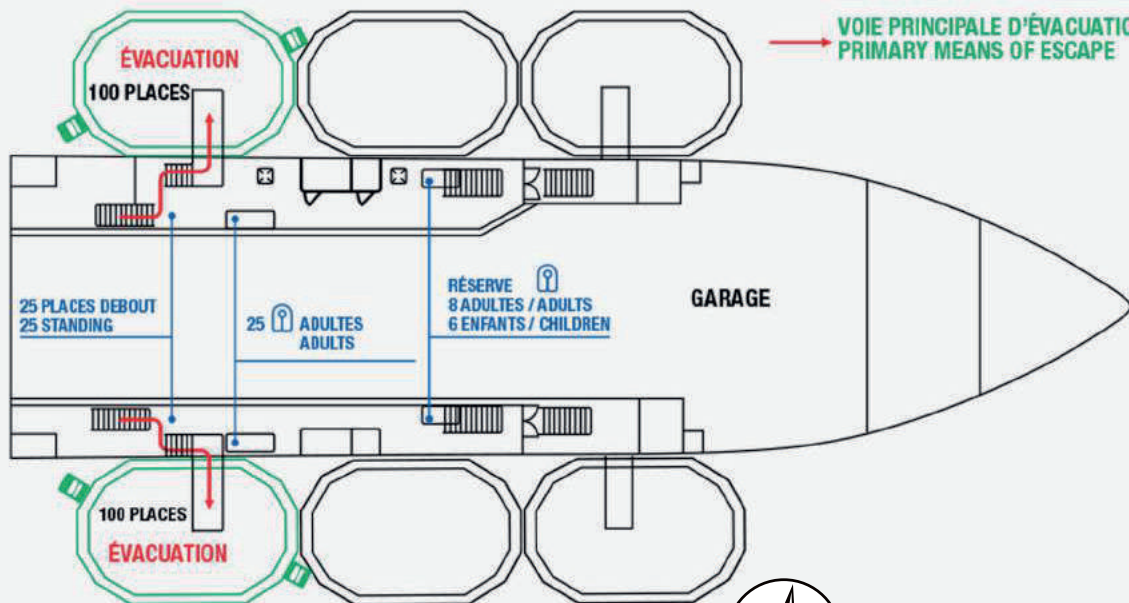 VOIE PRINCIPALE D'ÉVACUATIO
PRIMARY MEANS OF ESCAPE
ÉVACUATION
100 PLACES
25 PLACES DEBOUT
25 STANDING
25 ADULTES
ADULTS
RÉSERVE
8 ADULTES / ADULTS
6 ENFANTS / CHILDREN
GARAGE
100 PLACES
ÉVACUATION